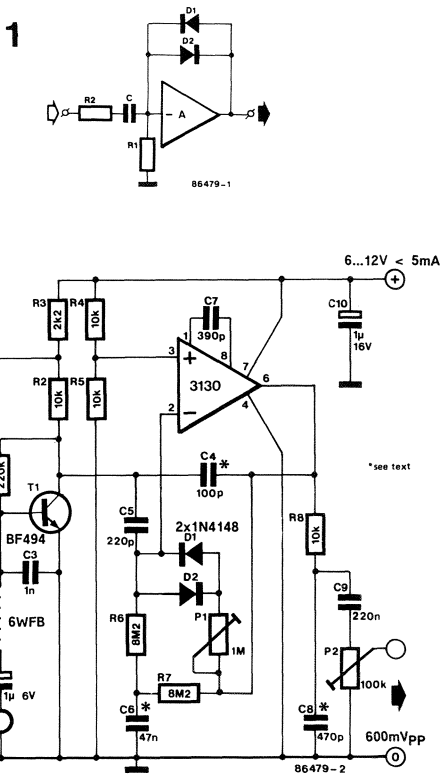 1
D1
D2
R2
C
- A
R1
86479-1
6...12V < 5mA
+
R3
2k2
R4
10k
C7
390p
C10
1µ
16V
1
8
7
3
+
3130
6
R2
10k
R5
10k
2
-
4
220k
T1
C4 *
100p
*see text
BF494
C5
220p
2x1N4148
D1
R8
10k
C3
1n
D2
C9
220n
6WFB
R6
8M2
P1
1M
P2
100k
R7
8M2
1µ 6V
C6 *
47n
C8 *
470p
600mVPP
0
86479-2